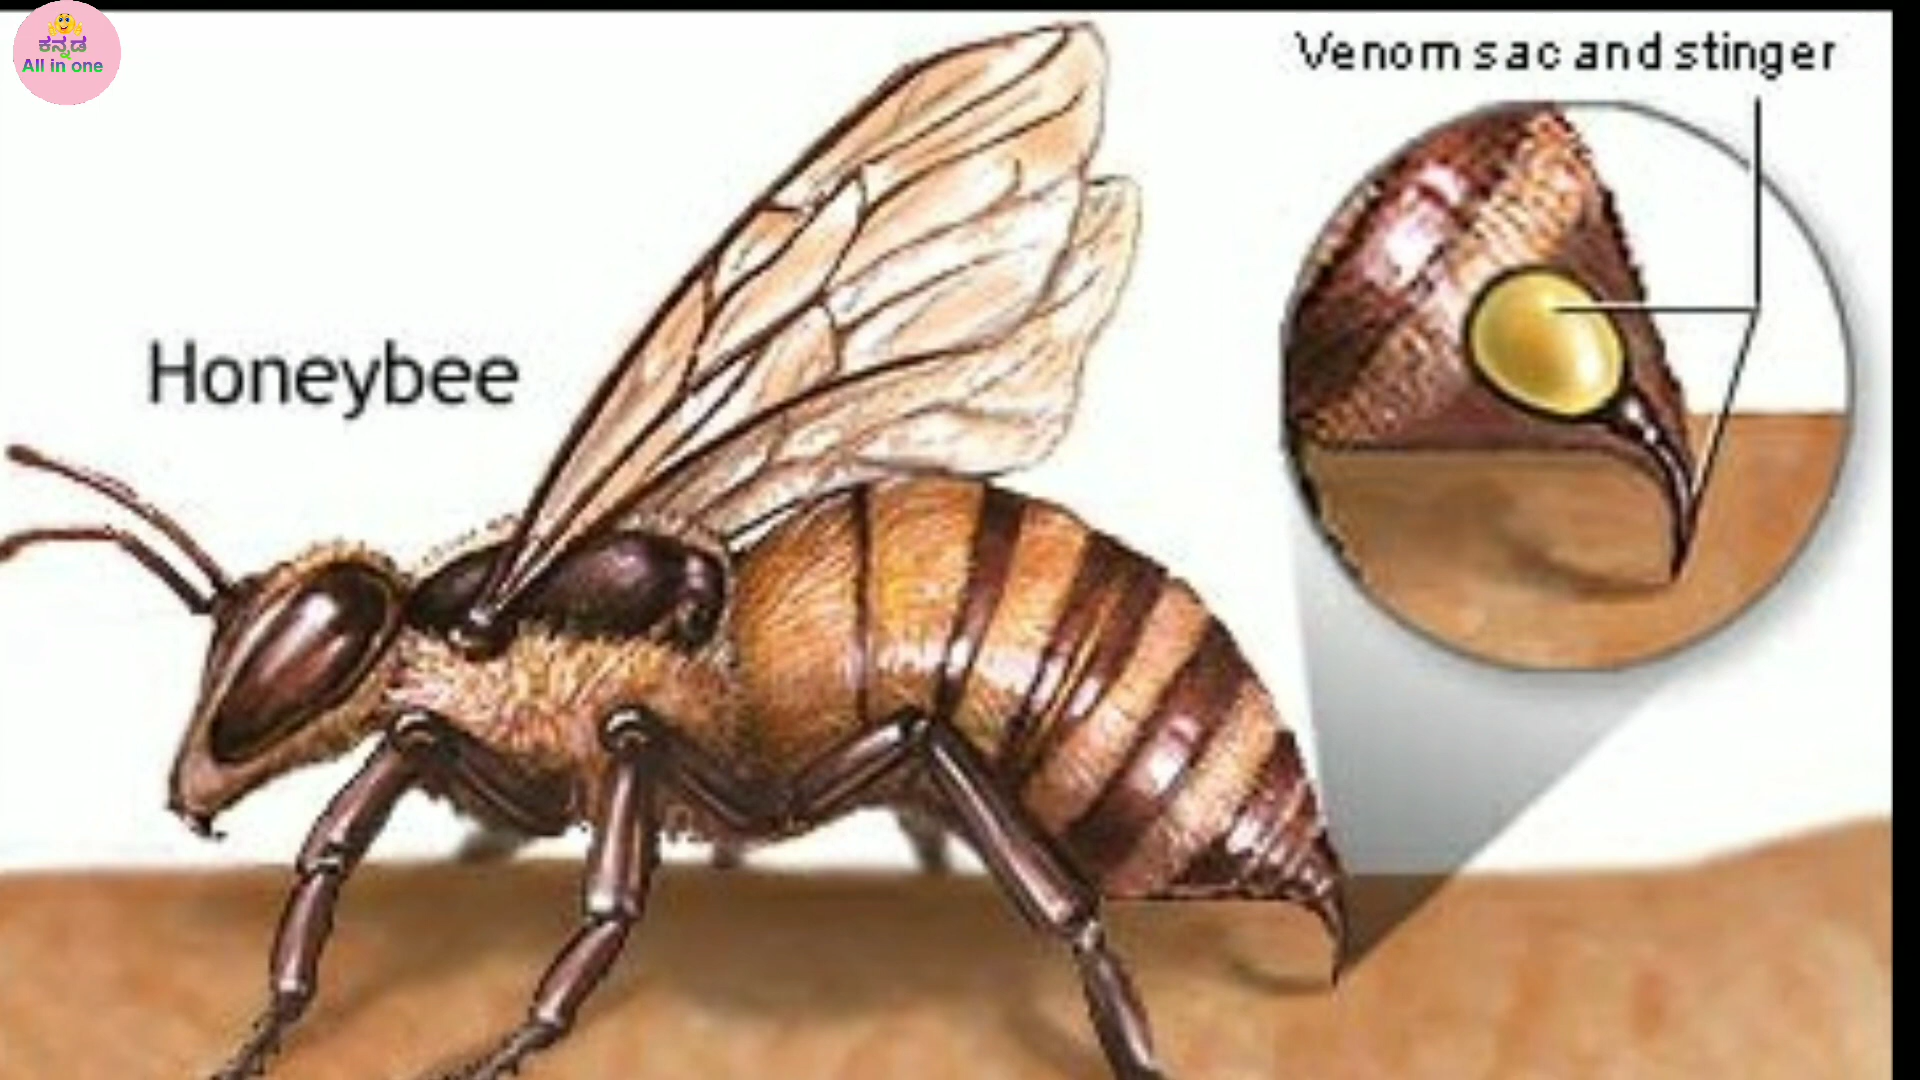 ಕನ್ನಡ
All in one
Venom sac and stinger
Honeybee